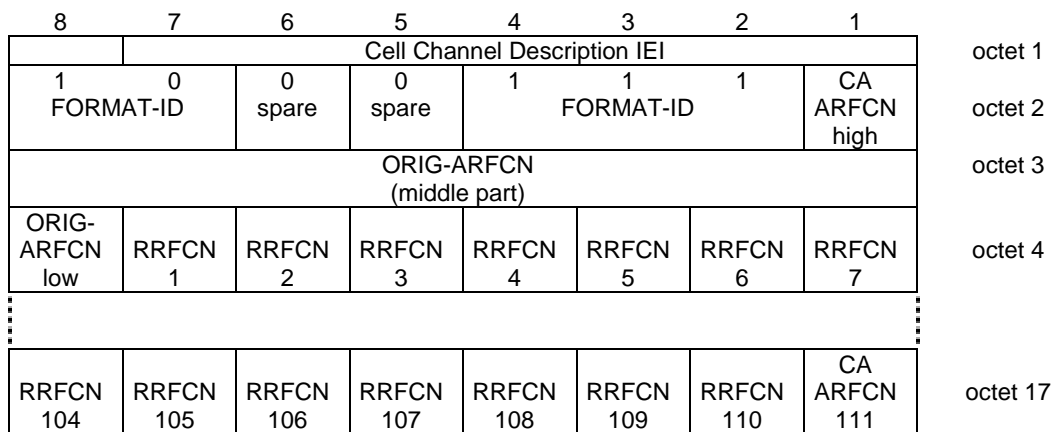 8 7 6 5 4 3 2 1
Cell Channel Description IEI octet 1
1 0 0 0 1 1 1 CA
FORMAT-ID spare spare FORMAT-ID ARFCN octet 2
high
ORIG-ARFCN octet 3
(middle part)
ORIG-
ARFCN RRFCN RRFCN RRFCN RRFCN RRFCN RRFCN RRFCN octet 4
low 1 2 3 4 5 6 7
CA
RRFCN RRFCN RRFCN RRFCN RRFCN RRFCN RRFCN ARFCN octet 17
104 105 106 107 108 109 110 111